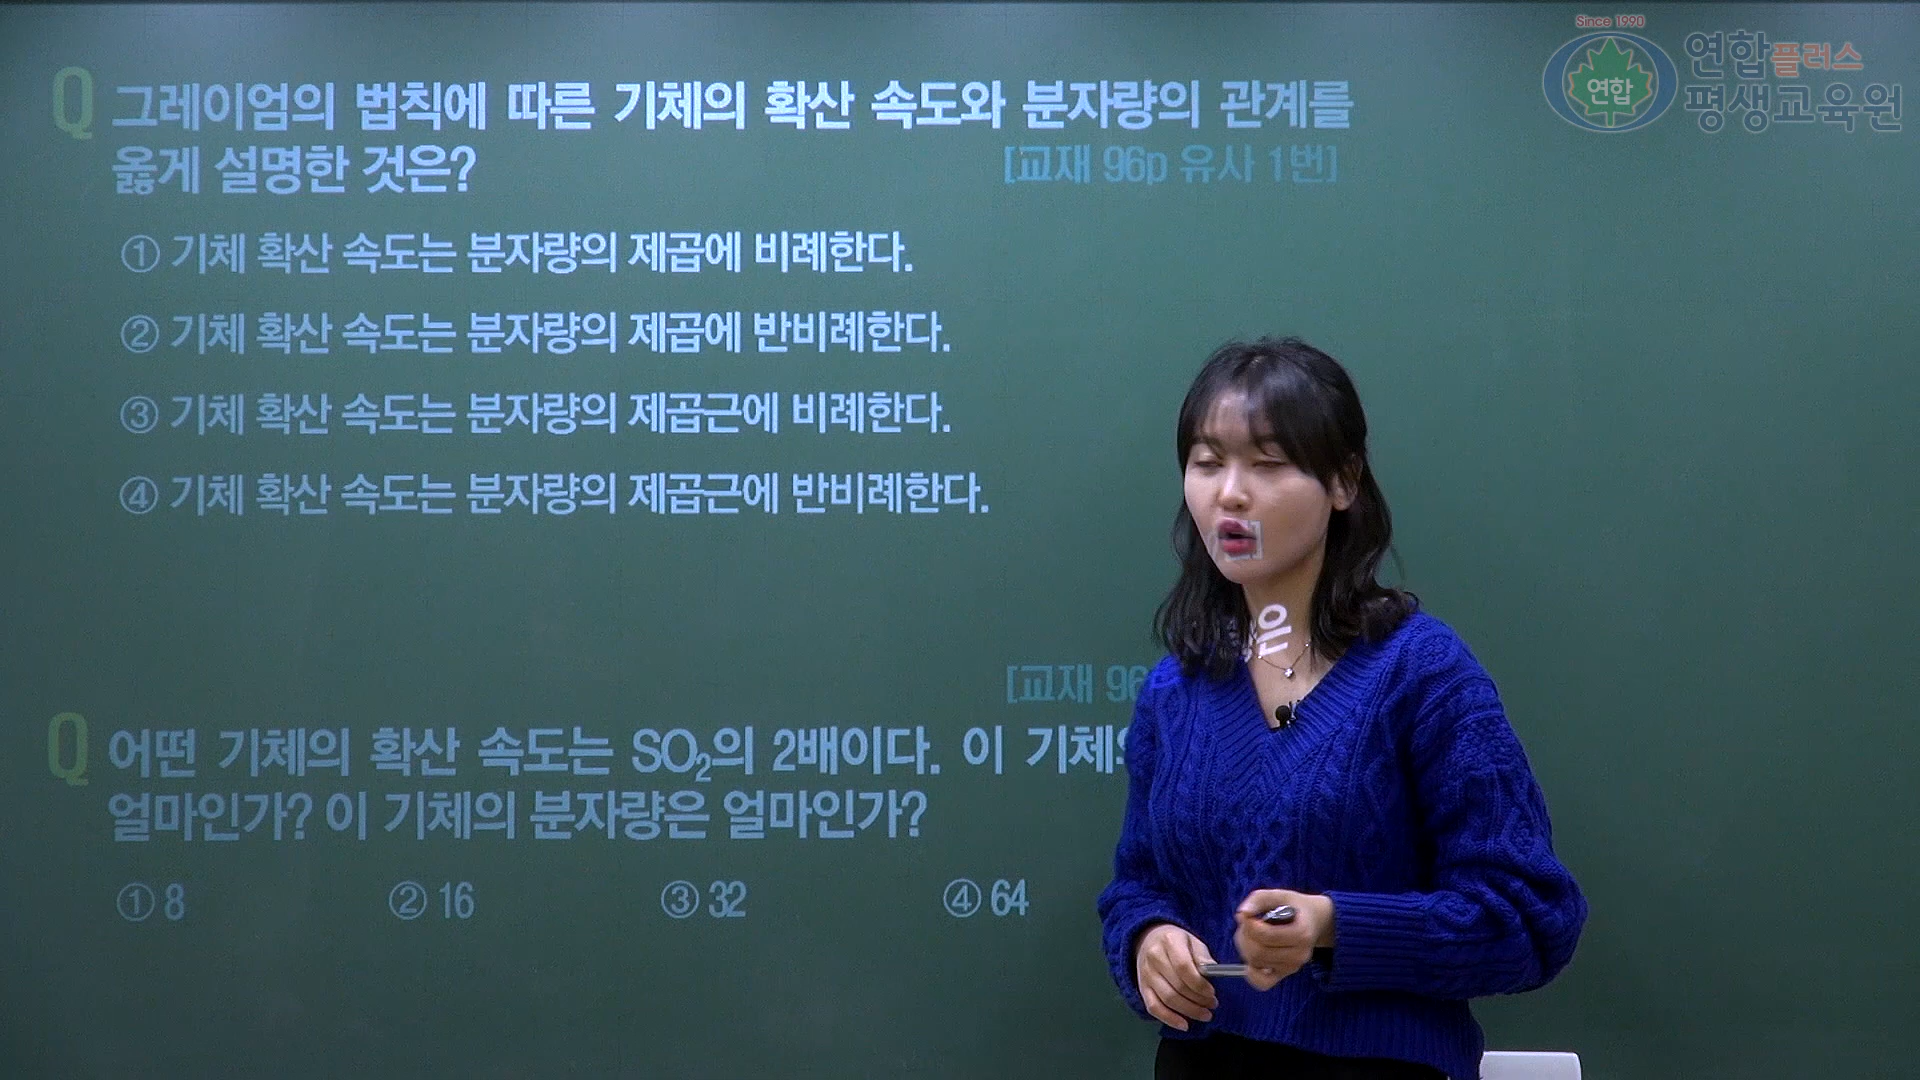 Since 1990
연합
연합플러스
평생교육원
Q 그레이엄의 법칙에 따른 기체의 확산 속도와 분자량의 관계를
옳게 설명한 것은?
[교재 96p 유사 1번]
① 기체 확산 속도는 분자량의 제곱에 비례한다.
② 기체 확산 속도는 분자량의 제곱에 반비례한다.
③ 기체 확산 속도는 분자량의 제곱근에 비례한다.
④ 기체 확산 속도는 분자량의 제곱근에 반비례한다.
[교재 96
Q 어떤 기체의 확산 속도는 SO₂의 2배이다. 이 기체의
은
얼마인가? 이 기체의 분자량은 얼마인가?
① 8 ② 16 ③ 32 ④ 64